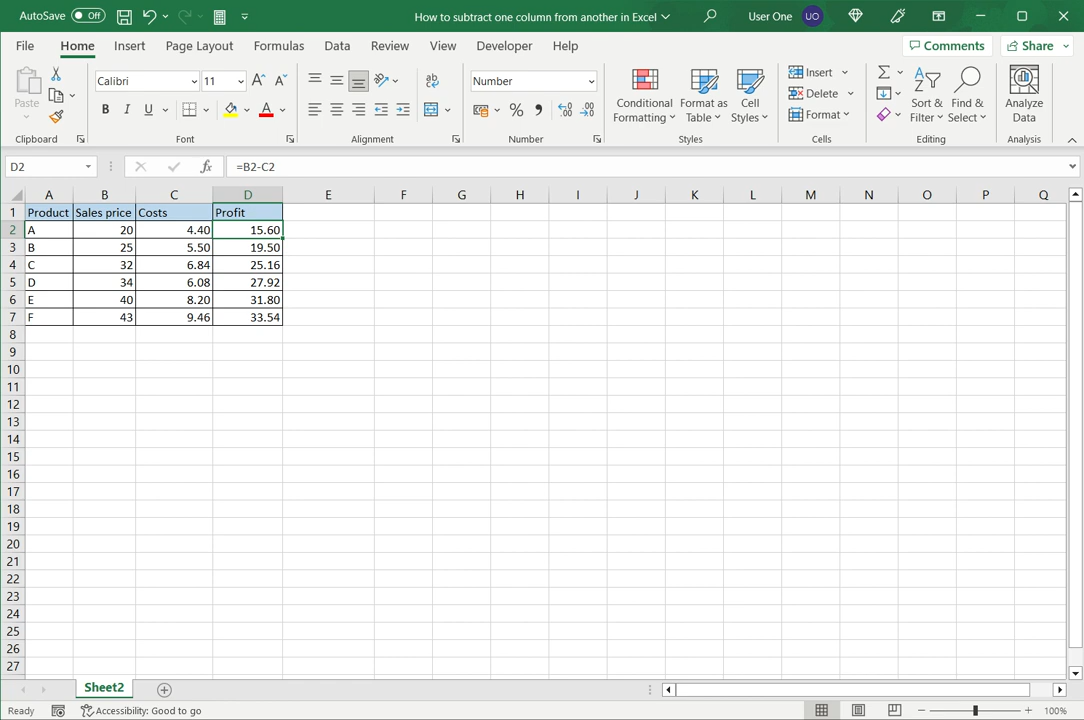 AutoSave Off How to subtract one column from another in Excel User One UO
File Home Insert Page Layout Formulas Data Review View Developer Help Comments Share
Paste Calibri 11 A A ab Number Conditional Formatting Format as Table Cell Styles Insert Delete Format Sort & Filter Find & Select Analyze Data
B I U A % 9
Clipboard Font Alignment Number Styles Cells Editing Analysis
D2 fx =B2-C2
A B C D E F G H I J K L M N O P Q
1 Product Sales price Costs Profit
2 A 20 4.40 15.60
3 B 25 5.50 19.50
4 C 32 6.84 25.16
5 D 34 6.08 27.92
6 E 40 8.20 31.80
7 F 43 9.46 33.54
8
9
10
11
12
13
14
15
16
17
18
19
20
21
22
23
24
25
26
27
Sheet2
Ready Accessibility: Good to go 100%